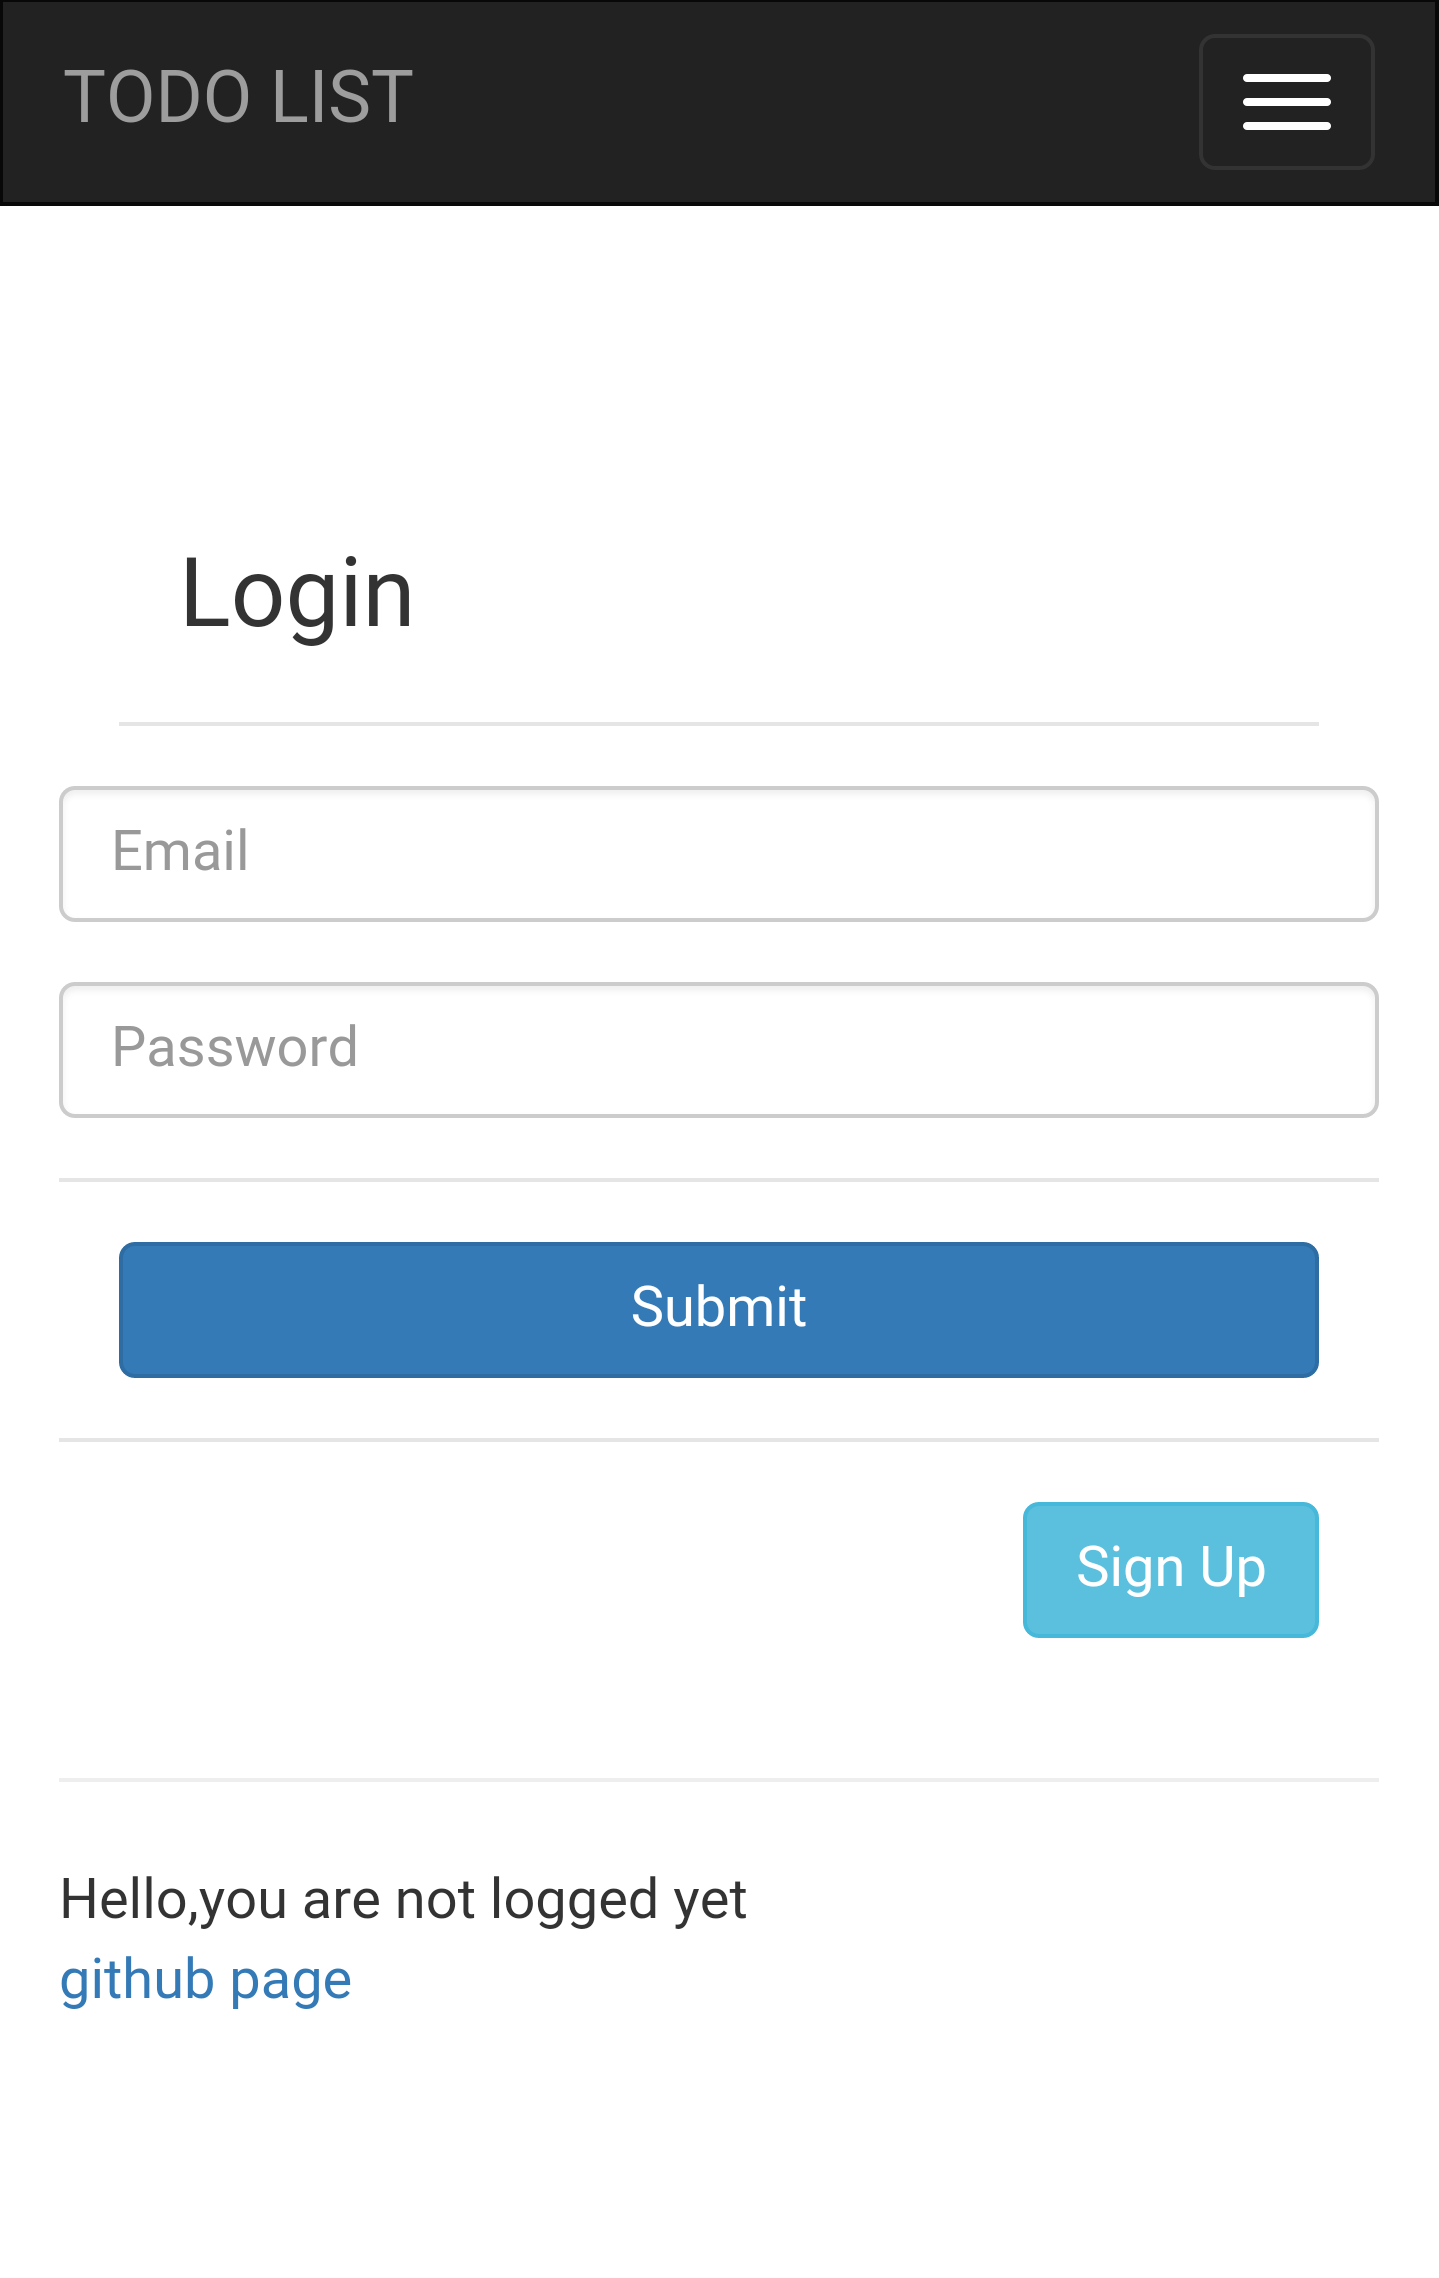 TODO LIST
Login
Email
Password
Submit
Sign Up
Hello,you are not logged yet
github page